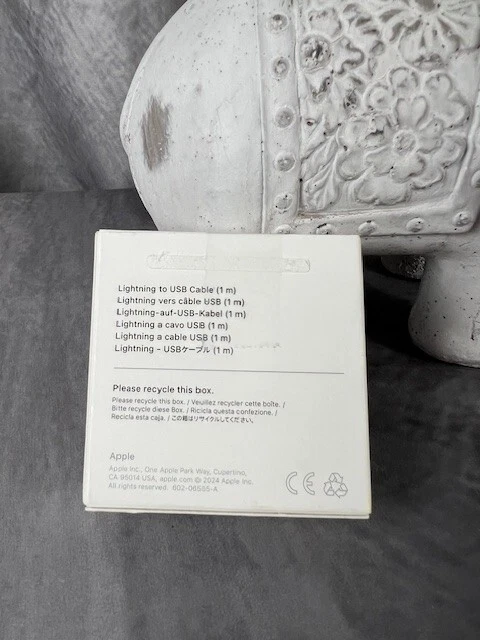 Lightning to USB Cable (1 m)
Lightning vers câble USB (1 m)
Lightning-auf-USB-Kabel (1 m)
Lightning a cavo USB (1 m)
Lightning a cable USB (1 m)
Lightning - USBケーブル (1 m)
Please recycle this box.
Please recycle this box. / Veuillez recycler cette boîte. /
Bitte recycle diese Box. / Ricicla questa confezione. /
Recicla esta caja. / この箱はリサイクルしてください。
Apple
Apple Inc., One Apple Park Way, Cupertino,
CA 95014 USA, apple.com © 2024 Apple Inc.
All rights reserved. 602-06565-A
CE